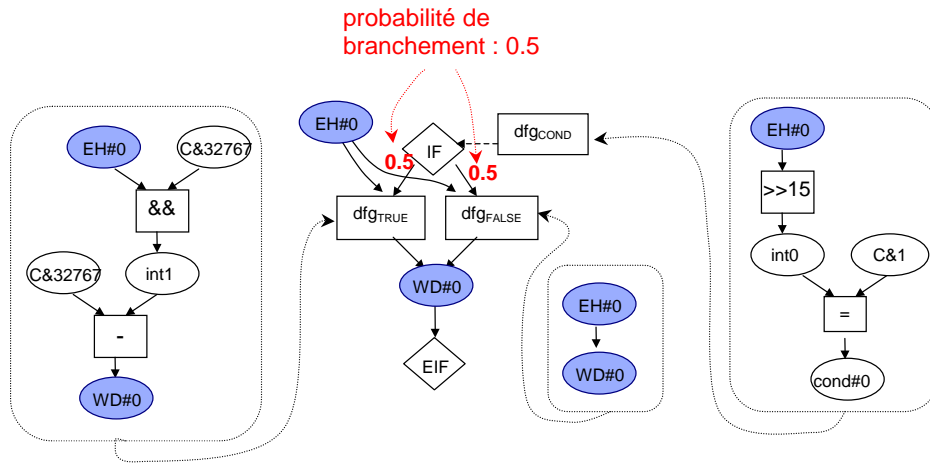 probabilité de
branchement : 0.5
EH#0
C&32767
&&
C&32767
int1
-
WD#0
EH#0
IF
dfgCOND
0.5
0.5
dfgTRUE
dfgFALSE
WD#0
EIF
EH#0
WD#0
EH#0
>>15
int0
C&1
=
cond#0